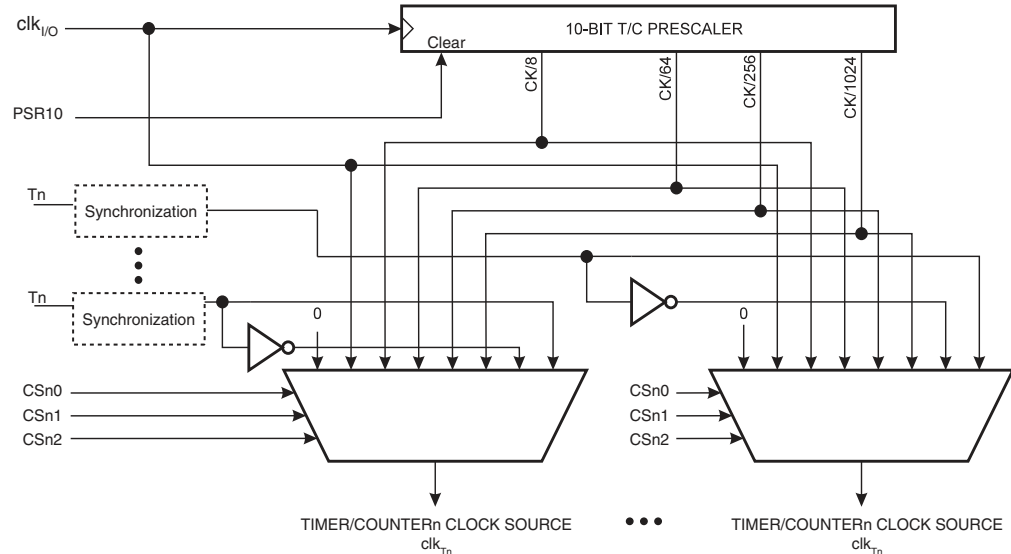 clkI/O
10-BIT T/C PRESCALER
Clear
CK/8
CK/64
CK/256
CK/1024
PSR10
Tn
Synchronization
Tn
Synchronization
0
0
CSn0
CSn1
CSn2
CSn0
CSn1
CSn2
TIMER/COUNTERn CLOCK SOURCE
clkTn
TIMER/COUNTERn CLOCK SOURCE
clkTn